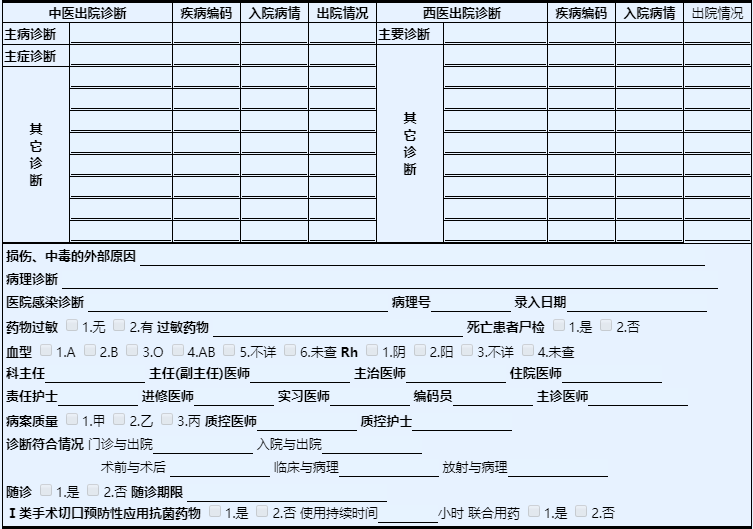 中医出院诊断 疾病编码 入院病情 出院情况 西医出院诊断 疾病编码 入院病情 出院情况
主病诊断 主要诊断
主症诊断
其它诊断 其它诊断
损伤、中毒的外部原因
病理诊断
医院感染诊断 病理号 录入日期
药物过敏 1.无 2.有 过敏药物 死亡患者尸检 1.是 2.否
血型 1.A 2.B 3.O 4.AB 5.不详 6.未查 Rh 1.阴 2.阳 3.不详 4.未查
科主任 主任(副主任)医师 主治医师 住院医师
责任护士 进修医师 实习医师 编码员 主诊医师
病案质量 1.甲 2.乙 3.丙 质控医师 质控护士
诊断符合情况 门诊与出院 入院与出院
术前与术后 临床与病理 放射与病理
随诊 1.是 2.否 随诊期限
Ⅰ类手术切口预防性应用抗菌药物 1.是 2.否 使用持续时间 小时 联合用药 1.是 2.否